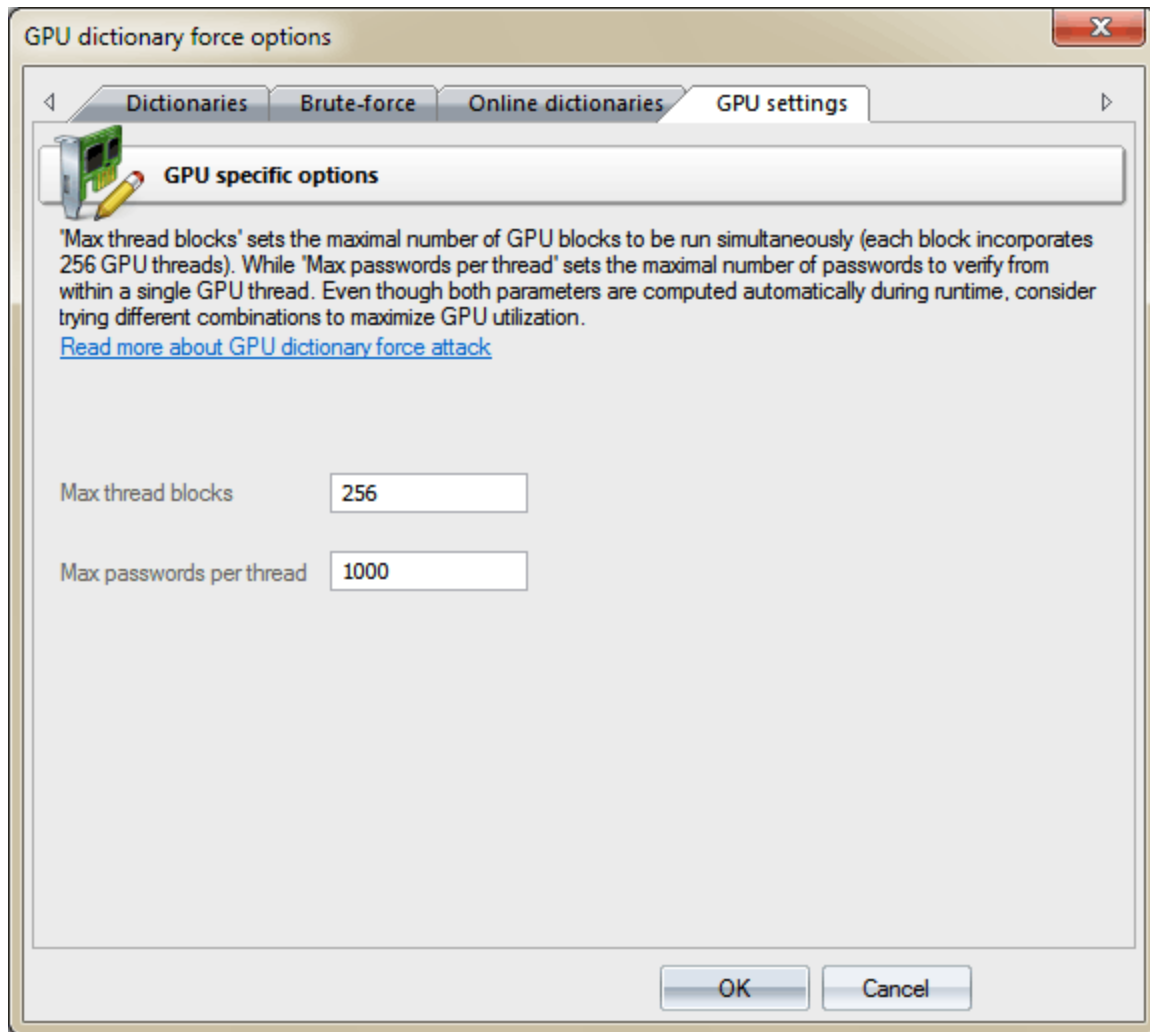 GPU dictionary force options
Dictionaries Brute-force Online dictionaries GPU settings
GPU specific options
'Max thread blocks' sets the maximal number of GPU blocks to be run simultaneously (each block incorporates
256 GPU threads). While 'Max passwords per thread' sets the maximal number of passwords to verify from
within a single GPU thread. Even though both parameters are computed automatically during runtime, consider
trying different combinations to maximize GPU utilization.
Read more about GPU dictionary force attack
Max thread blocks 256
Max passwords per thread 1000
OK Cancel